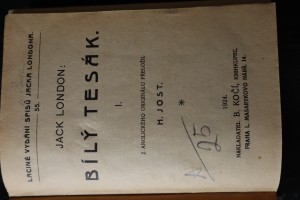 LACINÉ VYDÁNÍ SPISŮ JACKA LONDONA.
55.
JACK LONDON:
BÍLÝ TESÁK.
I.
Z ANGLICKÉHO ORIGINÁLU PŘELOŽIL
H. JOST.
*
25
1924.
NAKLADATEL B. KOČÍ, KNIHKUPEC,
PRAHA I., MASARYKOVO NÁBŘ. 14.